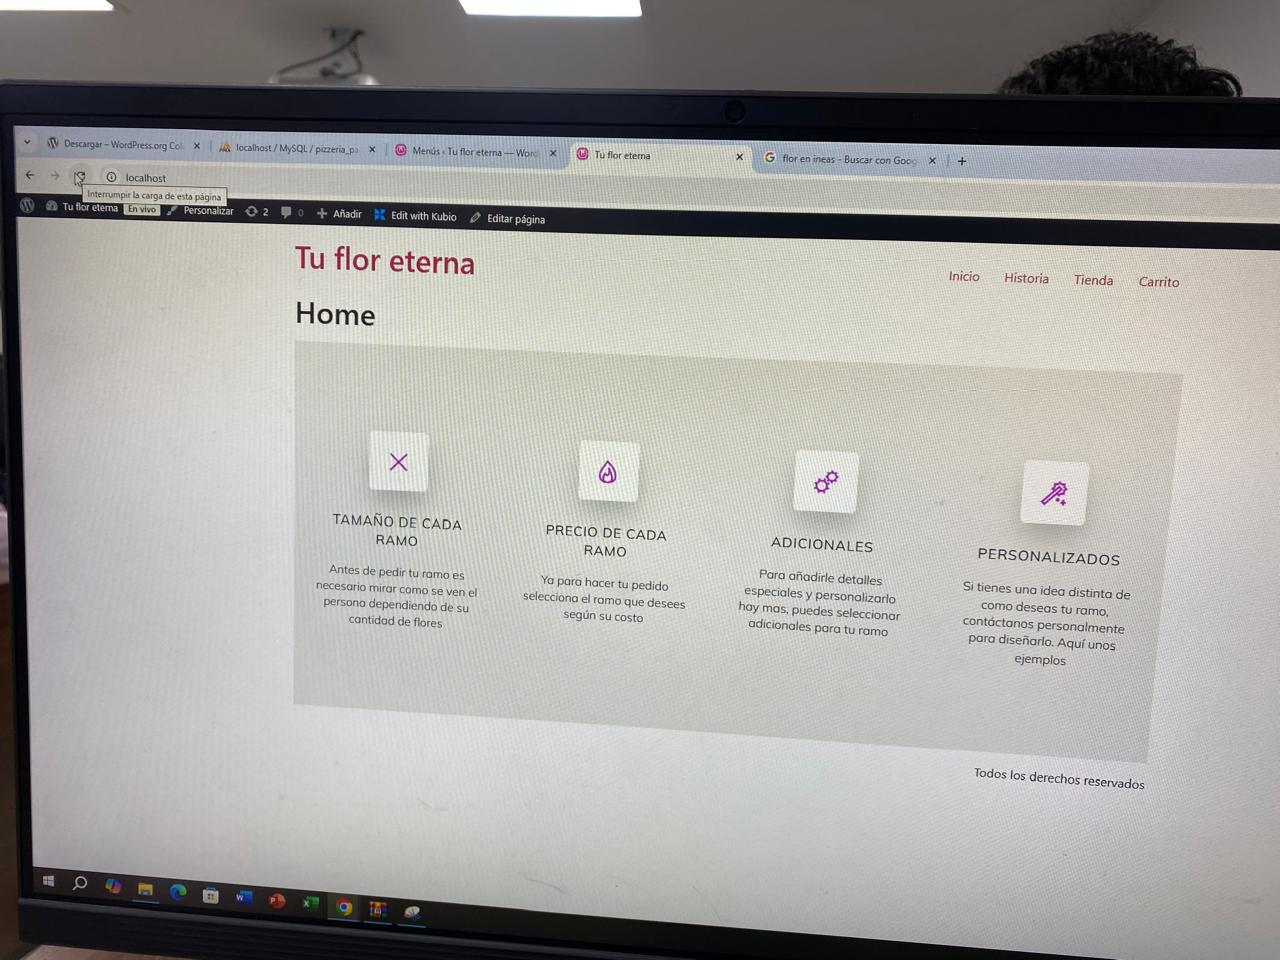 Descargar – WordPress.org Col
localhost / MySQL / pizzeria_pa
Menús ‹ Tu flor eterna — Word
Tu flor eterna
flor en ineas - Buscar con Goog
localhost
Interrumpir la carga de esta página
Tu flor eterna En vivo Personalizar 2 0 Añadir Edit with Kubio Editar página
Tu flor eterna
Inicio Historia Tienda Carrito
Home
TAMAÑO DE CADA
RAMO
Antes de pedir tu ramo es
necesario mirar como se ven el
persona dependiendo de su
cantidad de flores
PRECIO DE CADA
RAMO
Ya para hacer tu pedido
selecciona el ramo que desees
según su costo
ADICIONALES
Para añadirle detalles
especiales y personalizarlo
hay mas, puedes seleccionar
adicionales para tu ramo
PERSONALIZADOS
Si tienes una idea distinta de
como deseas tu ramo,
contáctanos personalmente
para diseñarlo. Aquí unos
ejemplos
Todos los derechos reservados